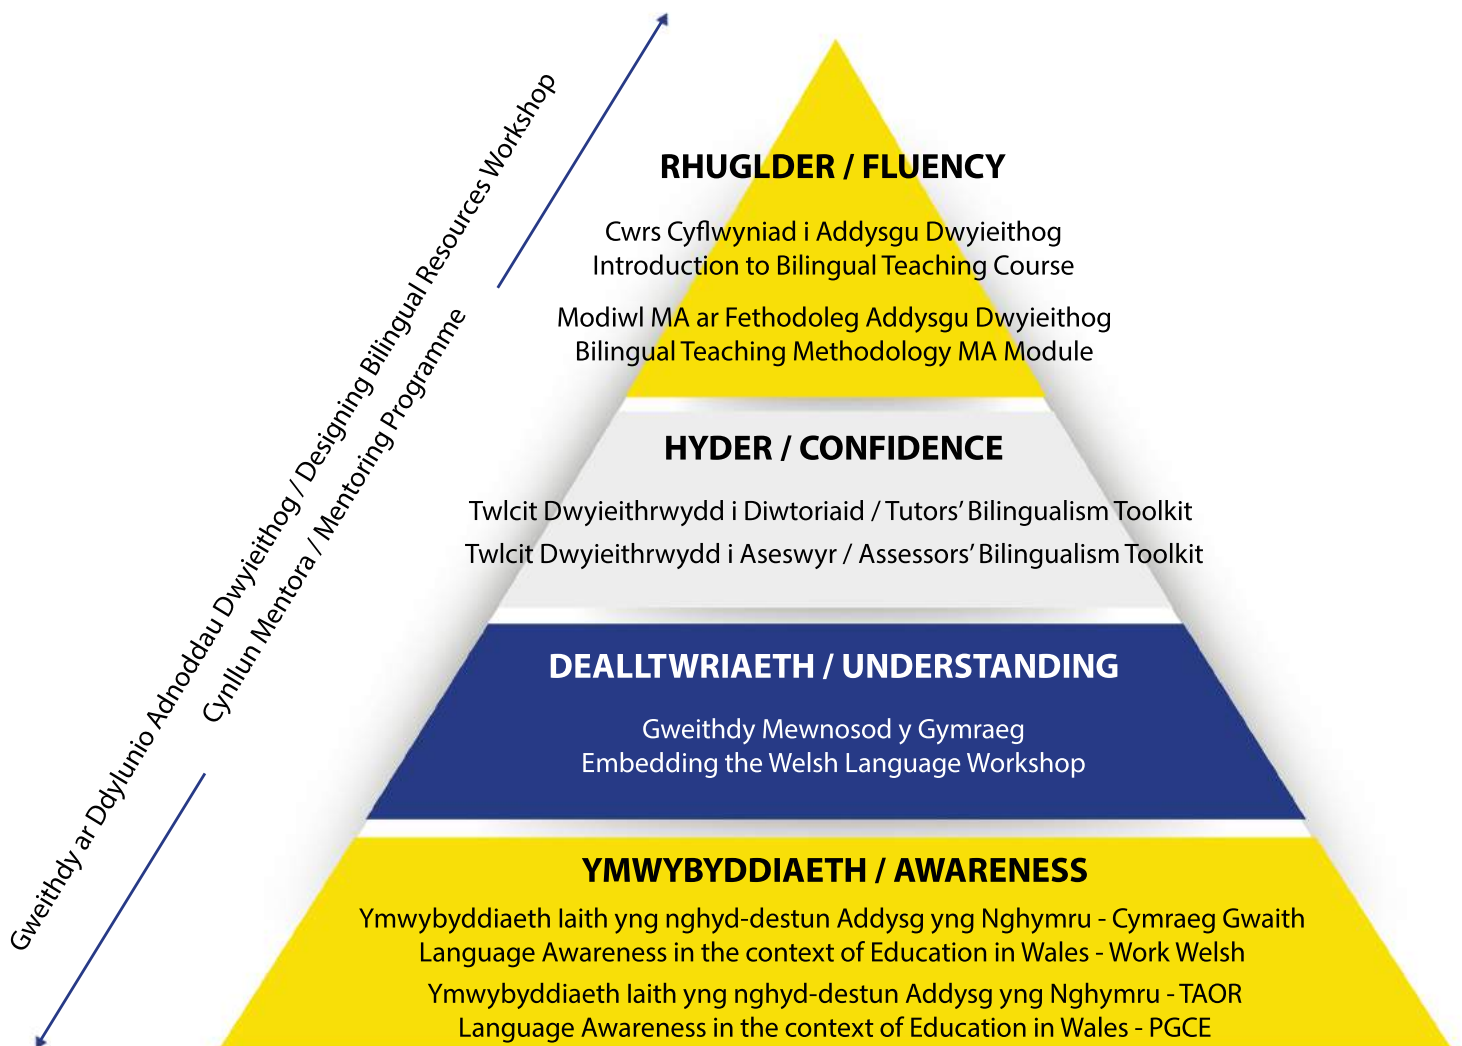 Gweithdy ar Ddylunio Adnoddau Dwyieithog / Designing Bilingual Resources Workshop
Cynllun Mentora / Mentoring Programme
RHUGLDER / FLUENCY
Cwrs Cyflwyniad i Addysgu Dwyieithog
Introduction to Bilingual Teaching Course
Modiwl MA ar Fethodoleg Addysgu Dwyieithog
Bilingual Teaching Methodology MA Module
HYDER / CONFIDENCE
Twlcit Dwyieithrwydd i Diwtoriaid / Tutors’ Bilingualism Toolkit
Twlcit Dwyieithrwydd i Aseswyr / Assessors’ Bilingualism Toolkit
DEALLTWRIAETH / UNDERSTANDING
Gweithdy Mewnosod y Gymraeg
Embedding the Welsh Language Workshop
YMWYBYDDIAETH / AWARENESS
Ymwybyddiaeth Iaith yng nghyd-destun Addysg yng Nghymru - Cymraeg Gwaith
Language Awareness in the context of Education in Wales - Work Welsh
Ymwybyddiaeth Iaith yng nghyd-destun Addysg yng Nghymru - TAOR
Language Awareness in the context of Education in Wales - PGCE